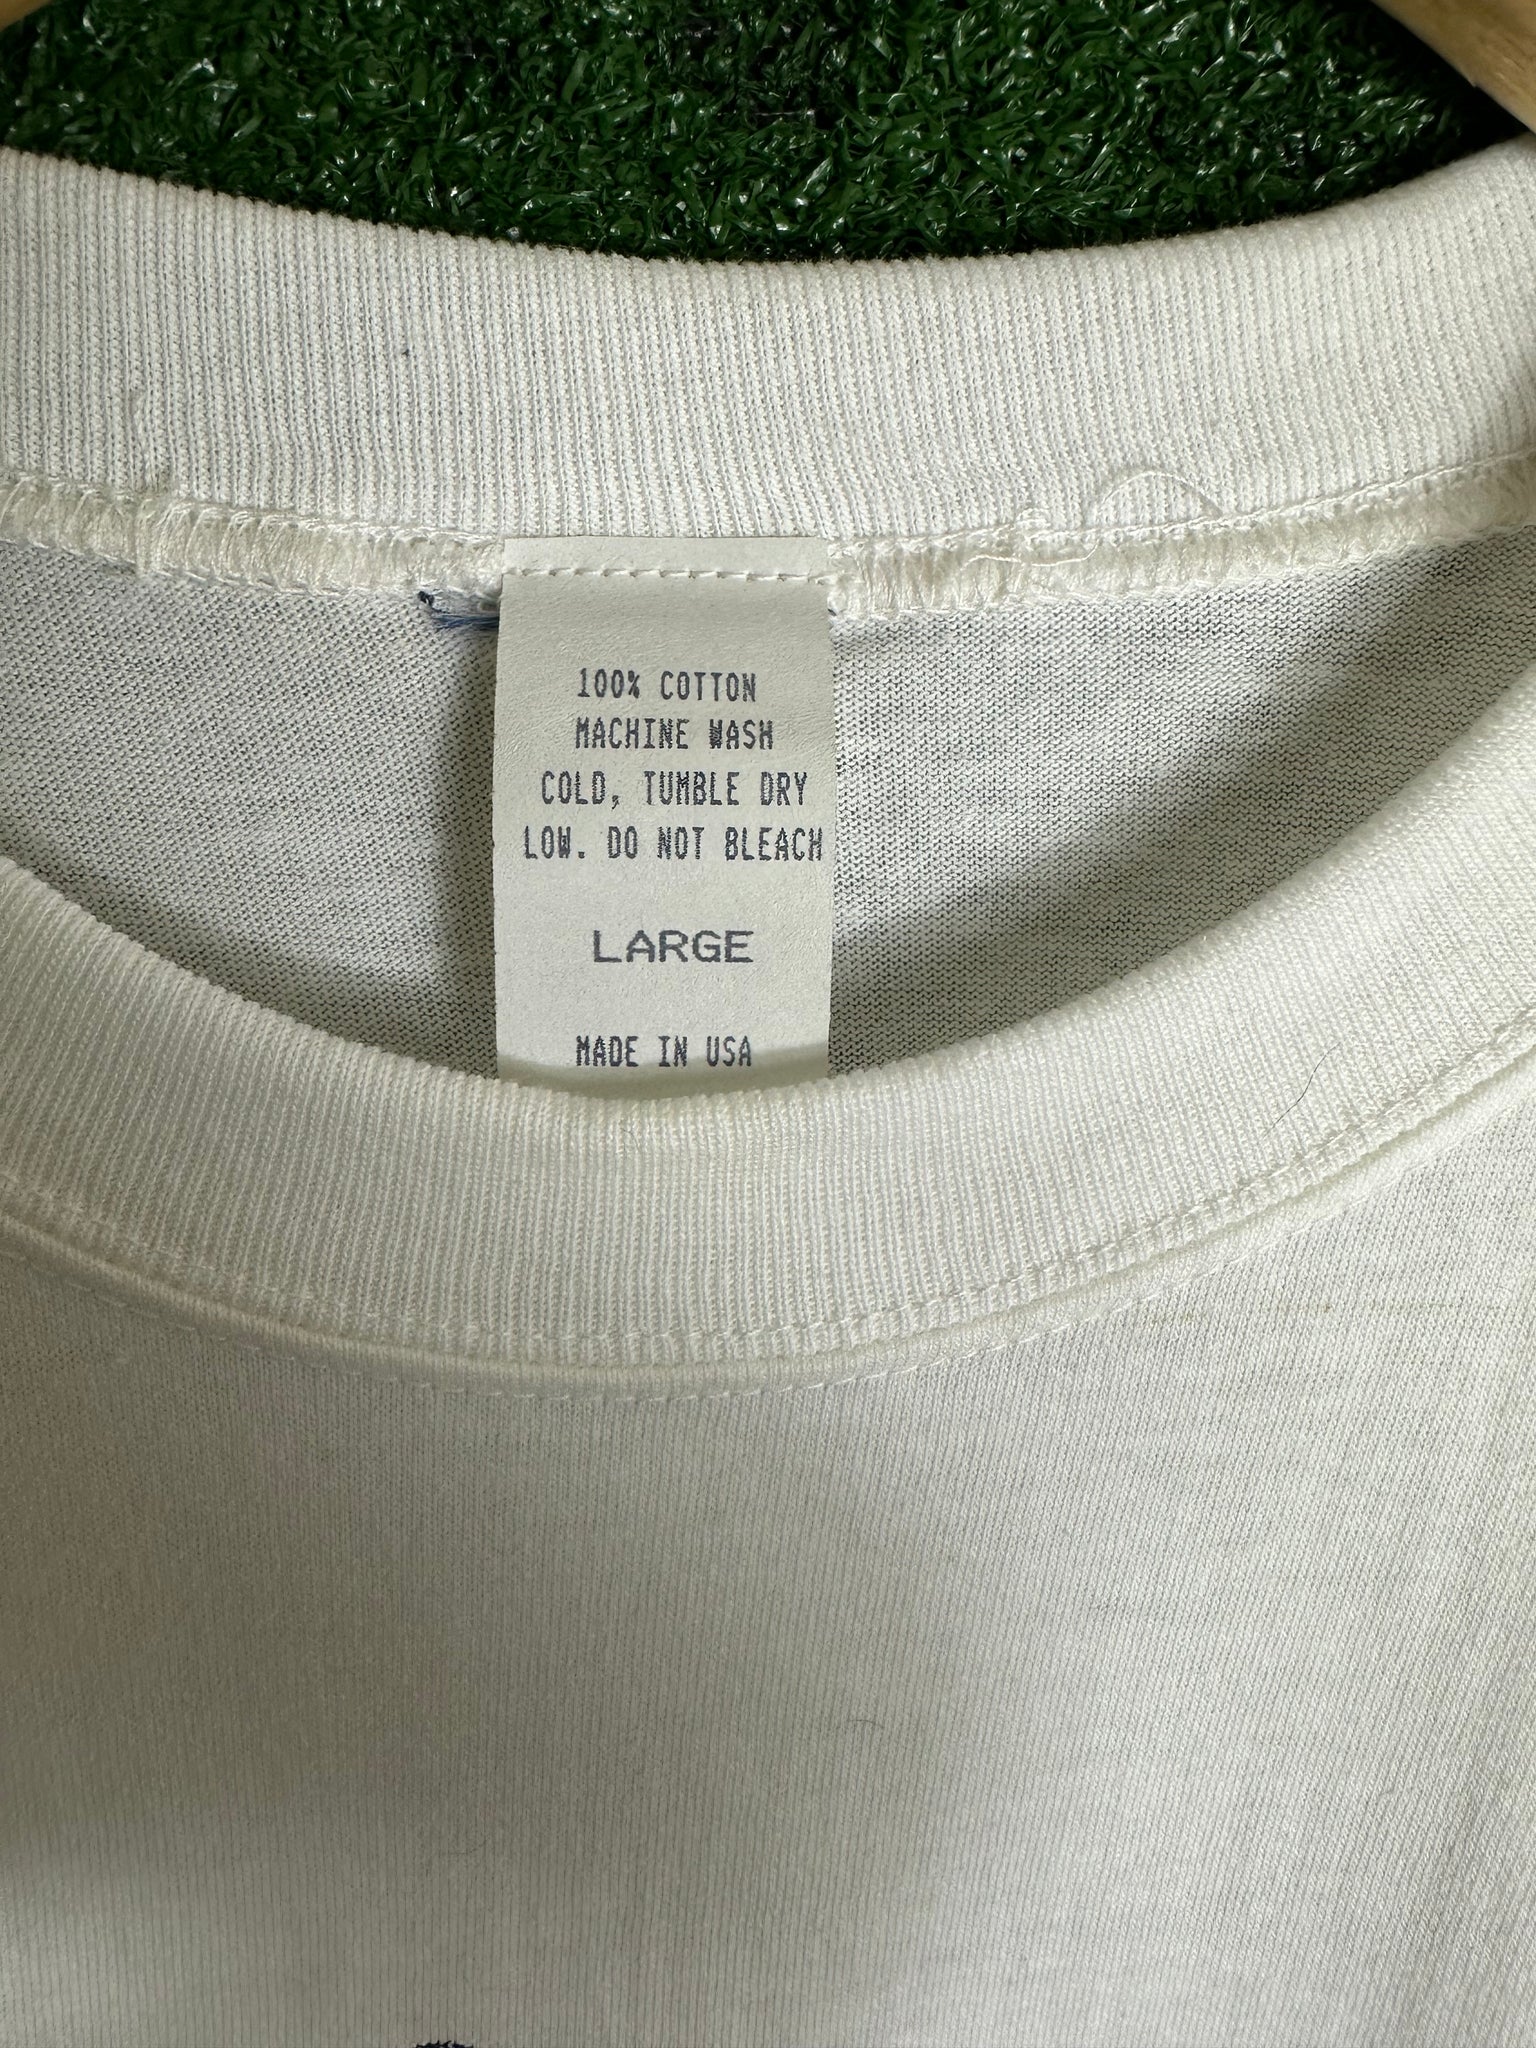 100% COTTON
MACHINE WASH
COLD, TUMBLE DRY
LOW. DO NOT BLEACH
LARGE
MADE IN USA